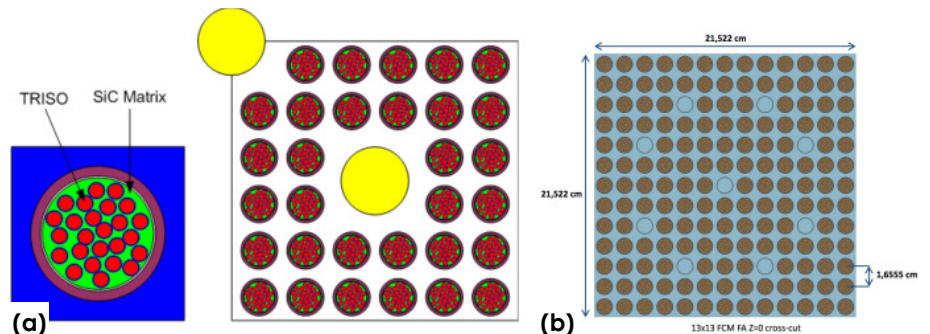 TRISO SiC Matrix
(a)
21,522 cm
21,522 cm
1,6555 cm
(b)
13x13 FCM FA Z=0 cross-cut